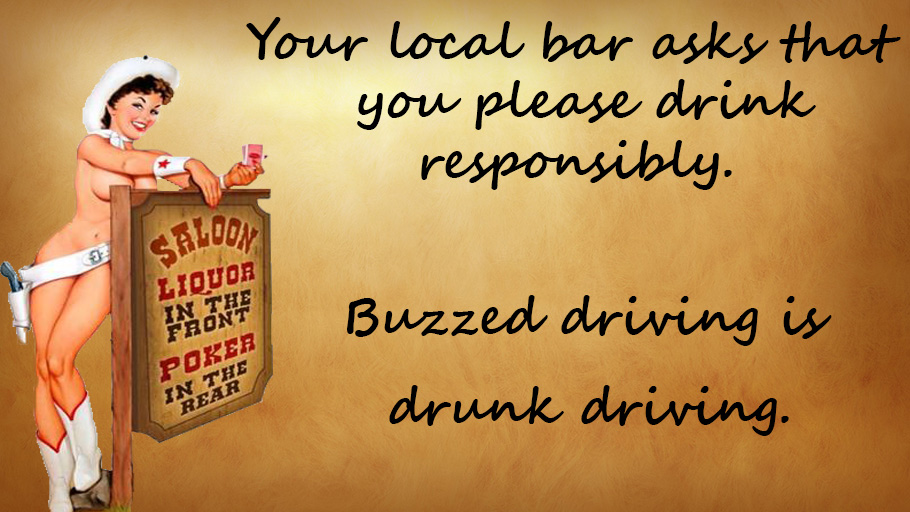 Your local bar asks that
you please drink
responsibly.
SALOON
LIQUOR
IN THE
FRONT
POKER
IN THE
REAR
Buzzed driving is
drunk driving.